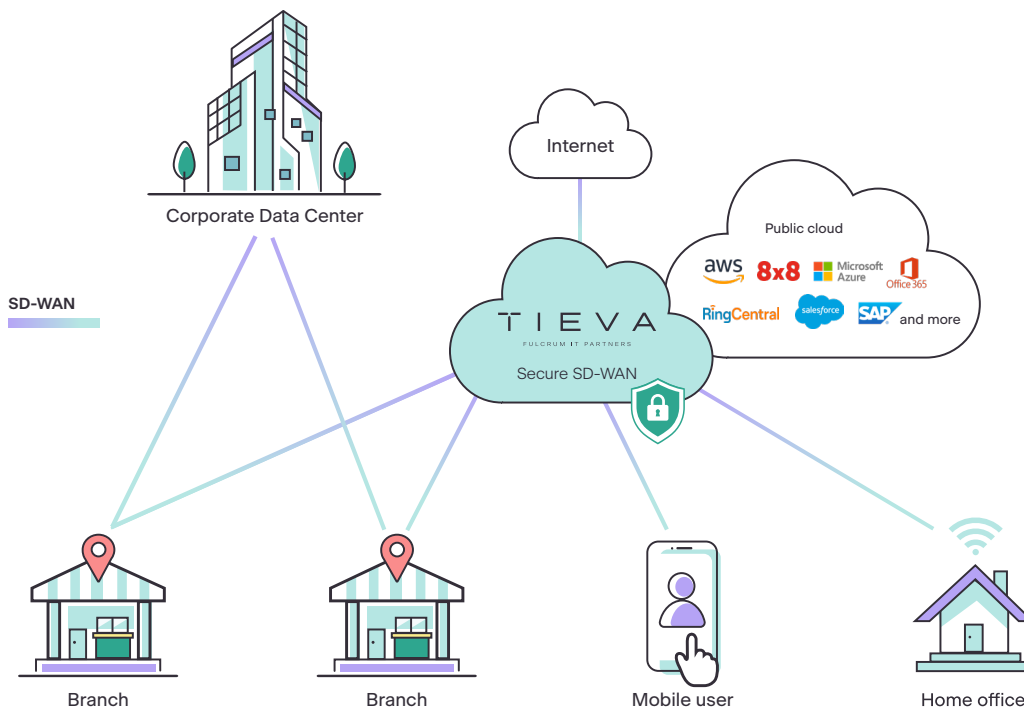 Internet
Corporate Data Center
Public cloud
aws 8x8 Microsoft Azure Office 365
RingCentral salesforce SAP and more
SD-WAN
TIEVA
FULCRUM IT PARTNERS
Secure SD-WAN
Branch
Branch
Mobile user
Home office